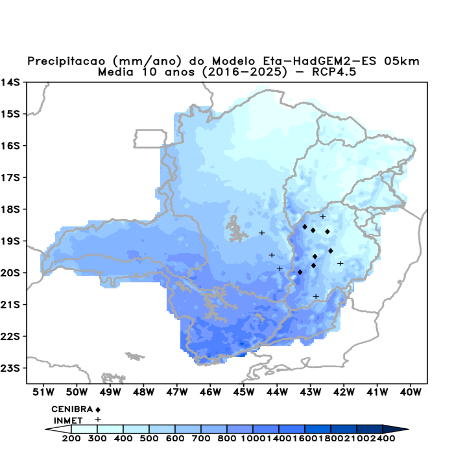 Precipitacao (mm/ano) do Modelo Eta-HadGEM2-ES 05km
Media 10 anos (2016-2025) - RCP4.5
14S
15S
16S
17S
18S
19S
20S
21S
22S
23S
51W 50W 49W 48W 47W 46W 45W 44W 43W 42W 41W 40W
CENIBRA
INMET
200 300 400 500 600 700 800 1000 1400 1600 1800 2100 2400